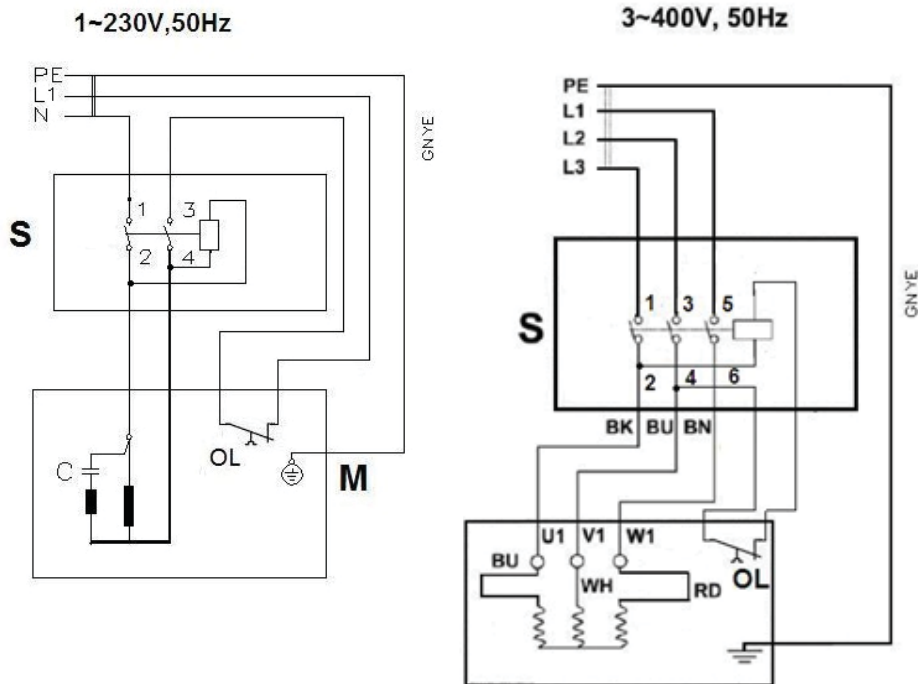 1~230V,50Hz
PE
L1
N
GNYE
S
1 3
2 4
OL
C
M
3~400V, 50Hz
PE
L1
L2
L3
GNYE
S
1 3 5
2 4 6
BK BU BN
U1 V1 W1
OL
BU
WH
RD